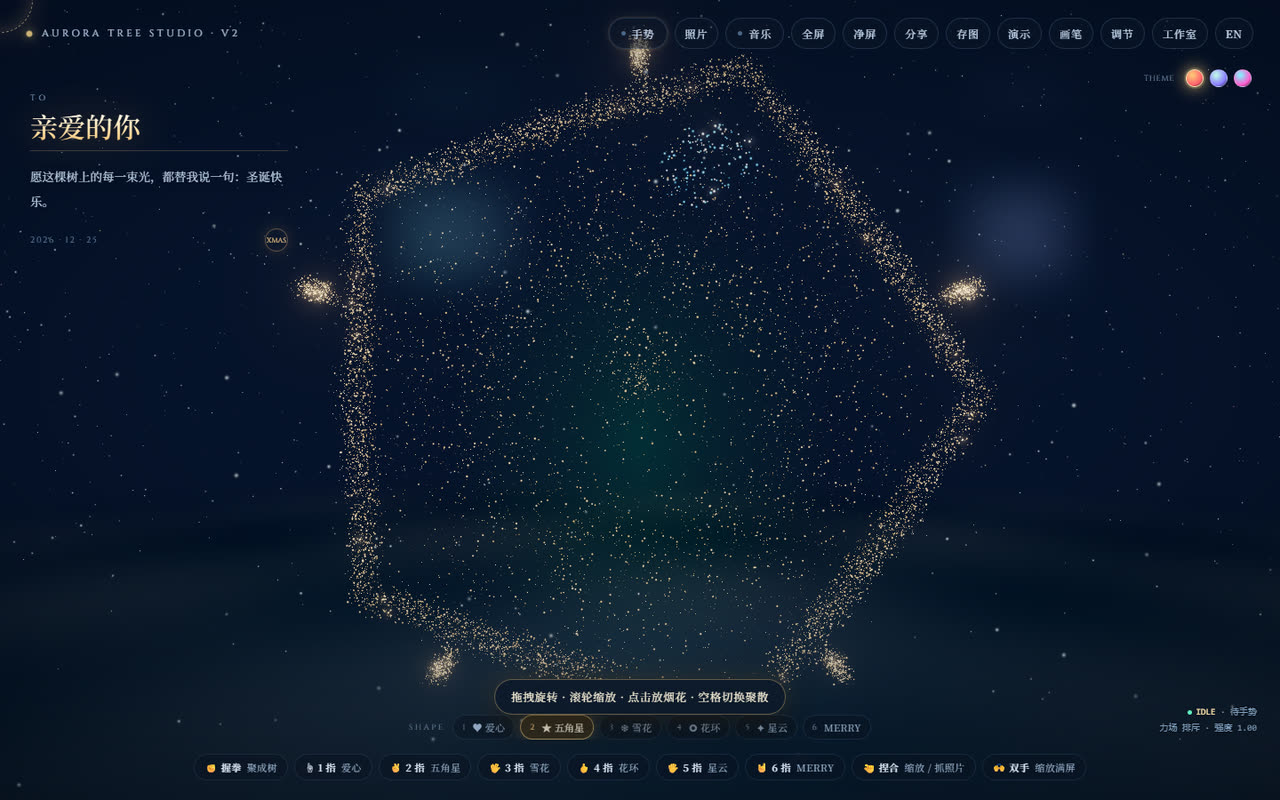 AURORA TREE STUDIO · V2
手势 照片 音乐 全屏 净屏 分享 存图 演示 画笔 调节 工作室 EN
THEME
TO
亲爱的你
愿这棵树上的每一束光，都替我说一句：圣诞快
乐。
2026 · 12 · 25
XMAS
拖拽旋转 · 滚轮缩放 · 点击放烟花 · 空格切换聚散
SHAPE 1 爱心 2 五角星 3 雪花 4 花环 5 星云 6 MERRY
IDLE · 待手势
力场 排斥 · 强度 1.00
握拳 聚成树 1 指 爱心 2 指 五角星 3 指 雪花 4 指 花环 5 指 星云 6 指 MERRY 捏合 缩放 / 抓照片 双手 缩放满屏